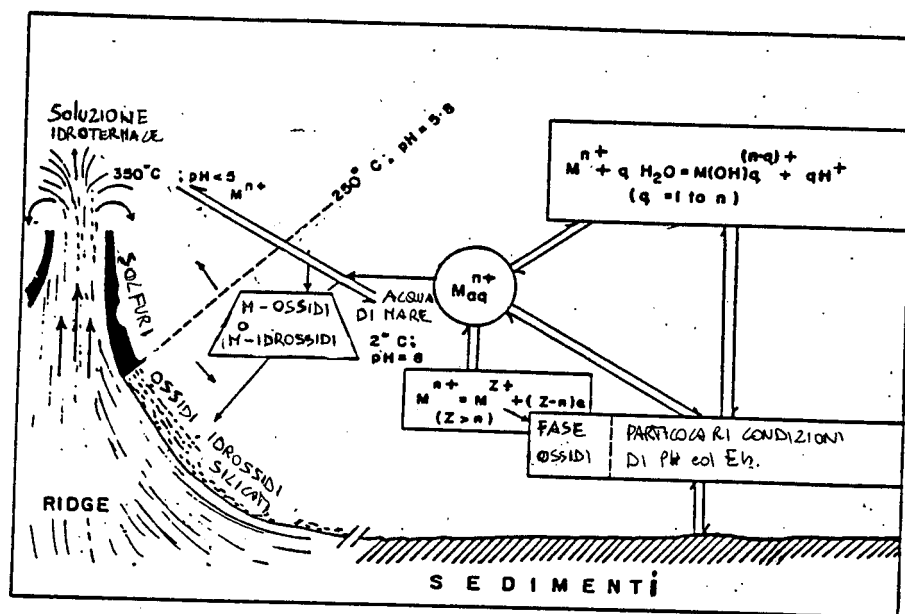 SOLUZIONE
IDROTERMALE
350°C ; pH<5
M^n+
250°C; pH=5.8
SOLFURI
M-OSSIDI
O
M-IDROSSIDI
ACQUA
DI MARE
2°C;
pH=8
M^n+ aq
M^n+ + q H₂O = M(OH)q^(n-q)+ + qH^+
(q =1 to n)
M^n+ = M^Z+ + (Z-n)e
(Z>n)
FASE
OSSIDI
PARTICOLARI CONDIZIONI
DI PH ed Eh.
OSSIDI
IDROSSIDI
SILICATI
RIDGE
SEDIMENTi